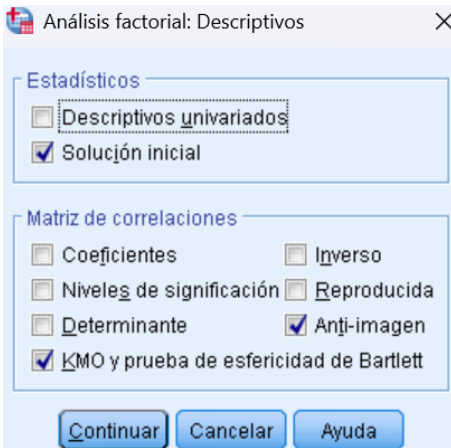 Análisis factorial: Descriptivos
Estadísticos
Descriptivos univariados
Solución inicial
Matriz de correlaciones
Coeficientes Inverso
Niveles de significación Reproducida
Determinante Anti-imagen
KMO y prueba de esfericidad de Bartlett
Continuar Cancelar Ayuda